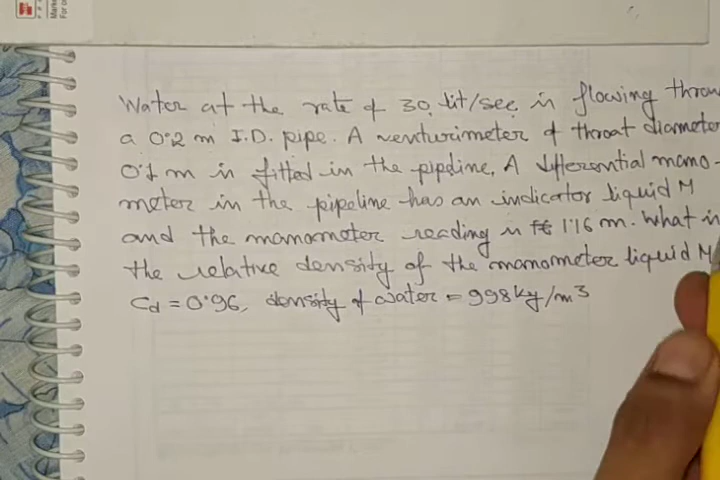 Water at the rate of 30 lit/sec is flowing throu
a 0.2 m I.D. pipe. A venturimeter of throat diameter
0.1 m is fitted in the pipeline. A differential mano-
meter in the pipeline has an indicator liquid M
and the manometer reading is 1.16 m. What is
the relative density of the manometer liquid M
Cd = 0.96, density of water = 998 kg/m³